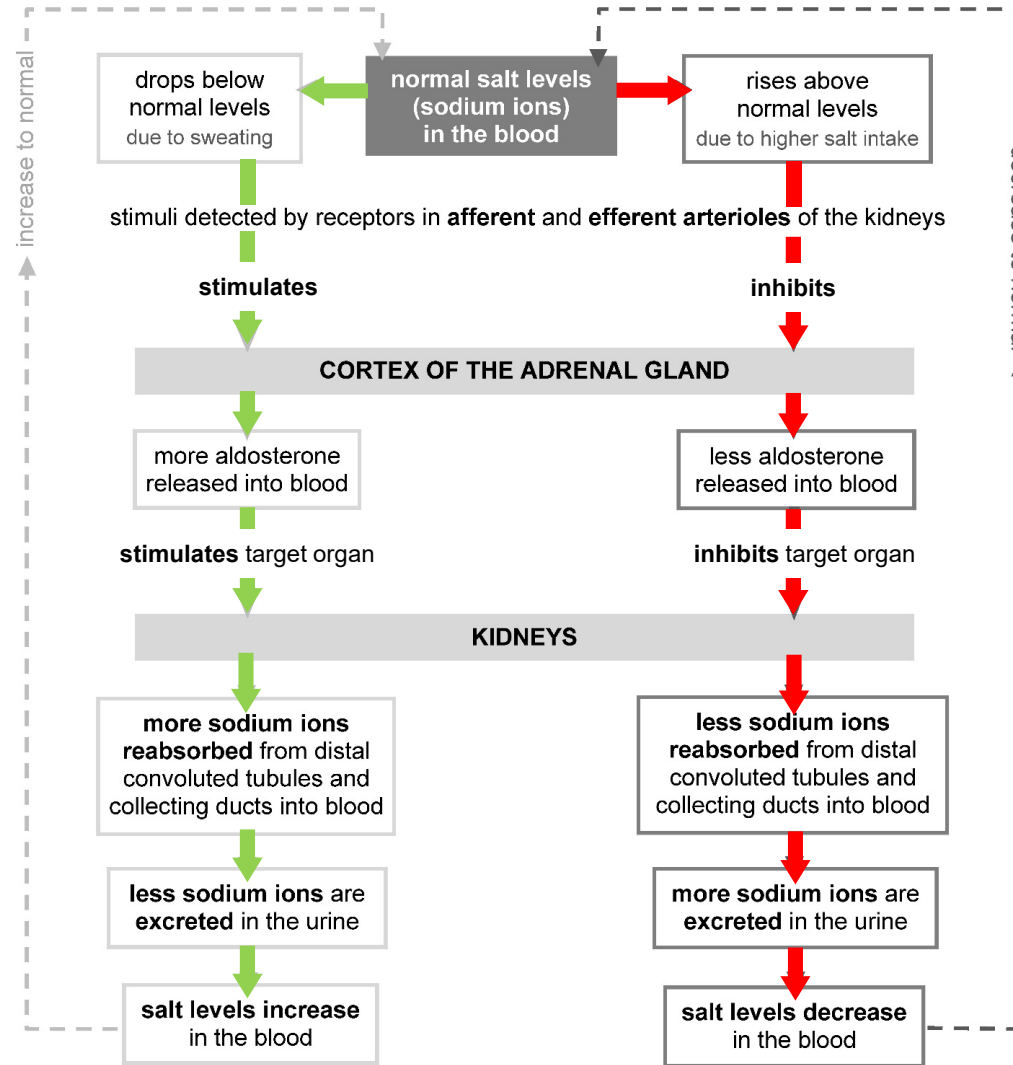 increase to normal
drops below
normal levels
due to sweating
normal salt levels
(sodium ions)
in the blood
rises above
normal levels
due to higher salt intake
stimuli detected by receptors in afferent and efferent arterioles of the kidneys
stimulates
inhibits
CORTEX OF THE ADRENAL GLAND
more aldosterone
released into blood
less aldosterone
released into blood
stimulates target organ
inhibits target organ
KIDNEYS
more sodium ions
reabsorbed from distal
convoluted tubules and
collecting ducts into blood
less sodium ions
reabsorbed from distal
convoluted tubules and
collecting ducts into blood
less sodium ions are
excreted in the urine
more sodium ions are
excreted in the urine
salt levels increase
in the blood
salt levels decrease
in the blood